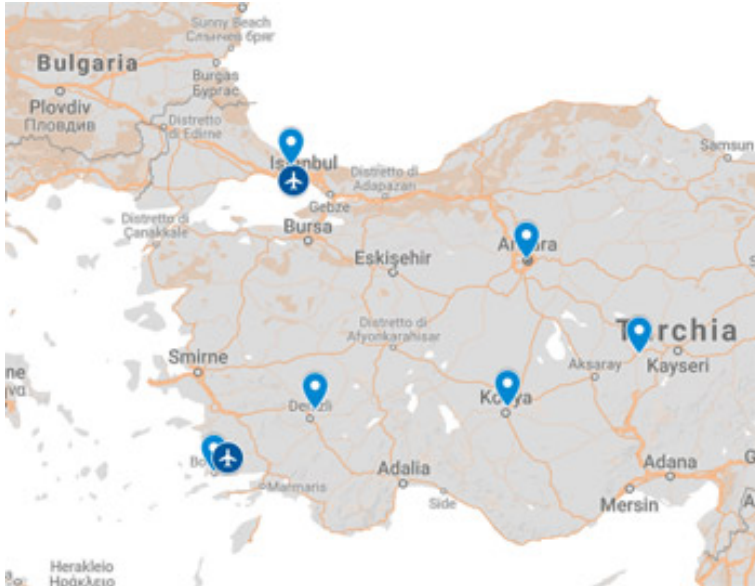 Sunny Beach
Слънчев бряг
Bulgaria
Burgas
Бургас
Plovdiv
Пловдив
Distretto
di Edirne
Samsun
Distretto di
Adapazarı
Gebze
Distretto di
Çanakkale
Bursa
Eskişehir
Distretto di
Afyonkarahisar
Smirne
Aksaray
Kayseri
Adalia
Adana
Marmaris
Side
Mersin
Herakleio
Ηράκλειο